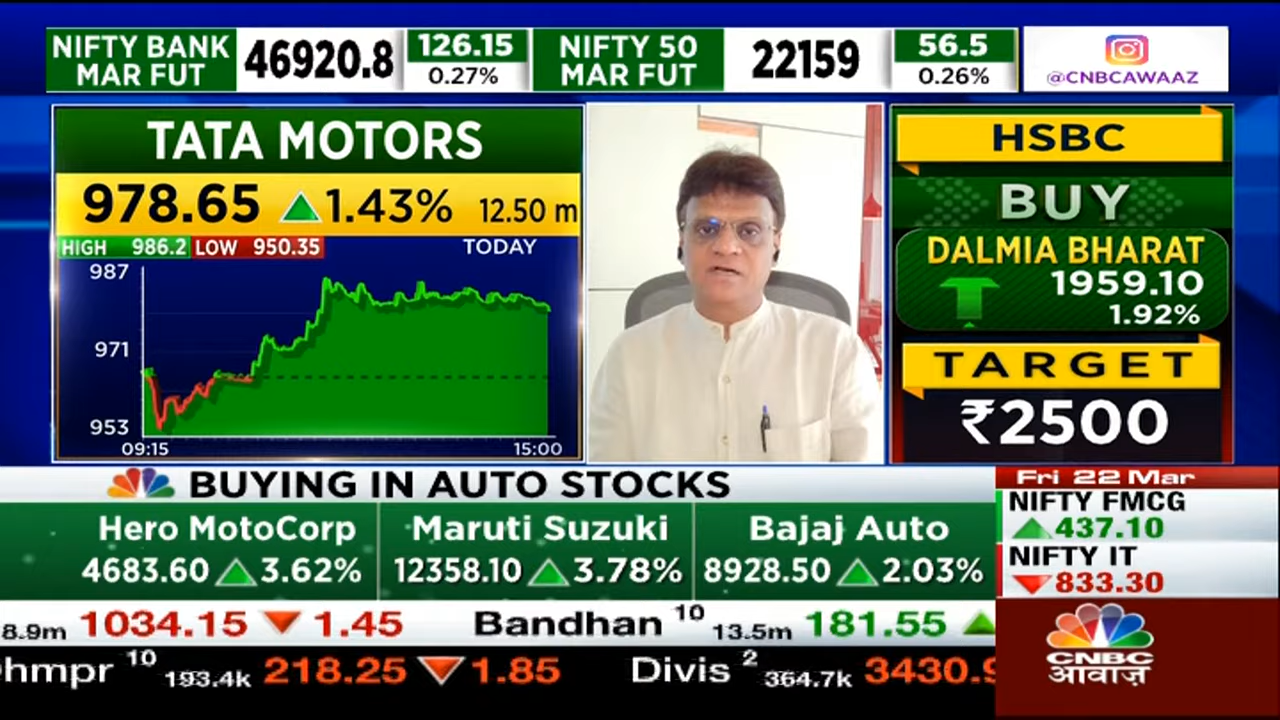 NIFTY BANK
MAR FUT
46920.8
126.15
0.27%
NIFTY 50
MAR FUT
22159
56.5
0.26%
@CNBCAWAAZ
TATA MOTORS
978.65 1.43% 12.50 m
HIGH 986.2 LOW 950.35 TODAY
987
971
953
09:15 15:00
HSBC
BUY
DALMIA BHARAT
1959.10
1.92%
TARGET
₹2500
BUYING IN AUTO STOCKS
Hero MotoCorp
4683.60 3.62%
Maruti Suzuki
12358.10 3.78%
Bajaj Auto
8928.50 2.03%
Fri 22 Mar
NIFTY FMCG
437.10
NIFTY IT
833.30
8.9m 1034.15 1.45 Bandhan 10 13.5m 181.55
hmpr 10 193.4k 218.25 1.85 Divis 2 364.7k 3430.9
CNBC
आवाज़